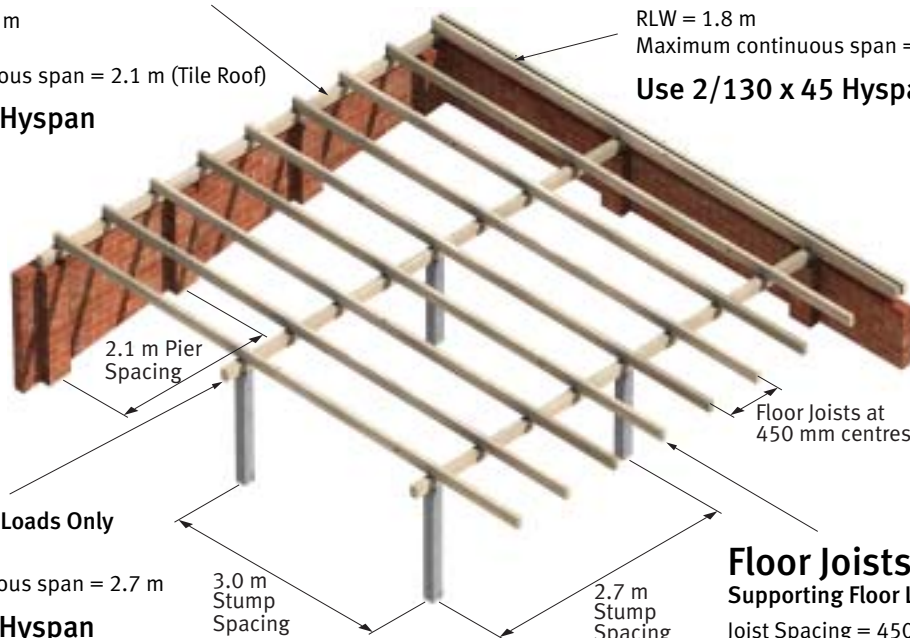 m
RLW = 1.8 m
Maximum continuous span =
ous span = 2.1 m (Tile Roof)
Use 2/130 x 45 Hyspa
Hyspan
2.1 m Pier
Spacing
Floor Joists at
450 mm centres
Loads Only
ous span = 2.7 m
Hyspan
3.0 m
Stump
Spacing
2.7 m
Stump
Spacing
Floor Joists
Supporting Floor L
Joist Spacing = 450